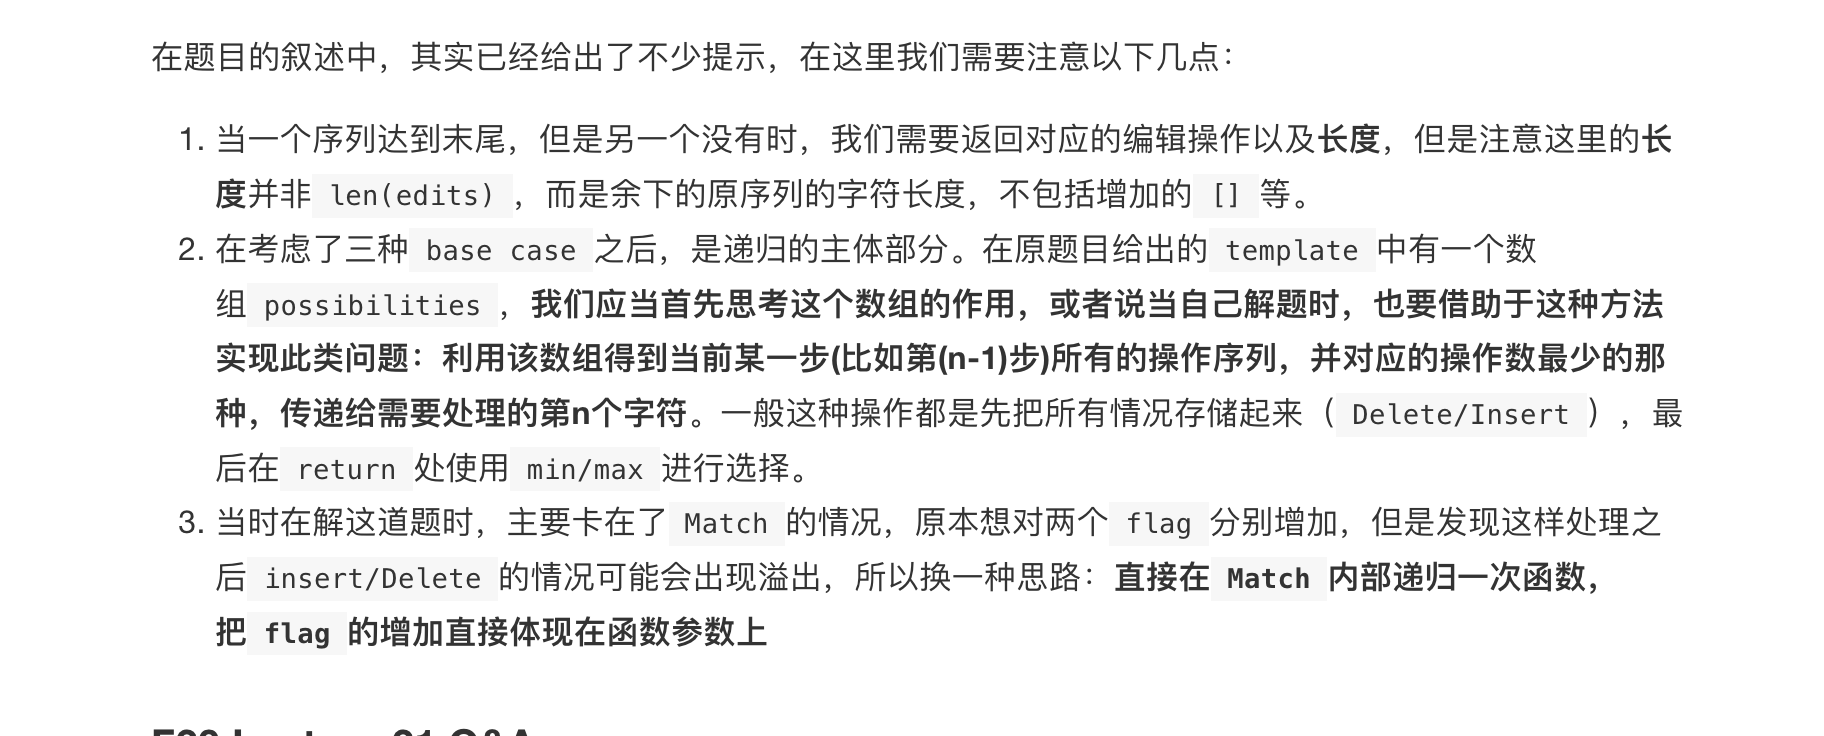 在题目的叙述中，其实已经给出了不少提示，在这里我们需要注意以下几点：
1. 当一个序列达到末尾，但是另一个没有时，我们需要返回对应的编辑操作以及长度，但是注意这里的长
度并非 len(edits) ，而是余下的原序列的字符长度，不包括增加的 [] 等。
2. 在考虑了三种 base case 之后，是递归的主体部分。在原题目给出的 template 中有一个数
组 possibilities ，我们应当首先思考这个数组的作用，或者说当自己解题时，也要借助于这种方法
实现此类问题：利用该数组得到当前某一步(比如第(n-1)步)所有的操作序列，并对应的操作数最少的那
种，传递给需要处理的第n个字符。一般这种操作都是先把所有情况存储起来（ Delete/Insert ），最
后在 return 处使用 min/max 进行选择。
3. 当时在解这道题时，主要卡在了 Match 的情况，原本想对两个 flag 分别增加，但是发现这样处理之
后 insert/Delete 的情况可能会出现溢出，所以换一种思路：直接在 Match 内部递归一次函数，
把 flag 的增加直接体现在函数参数上